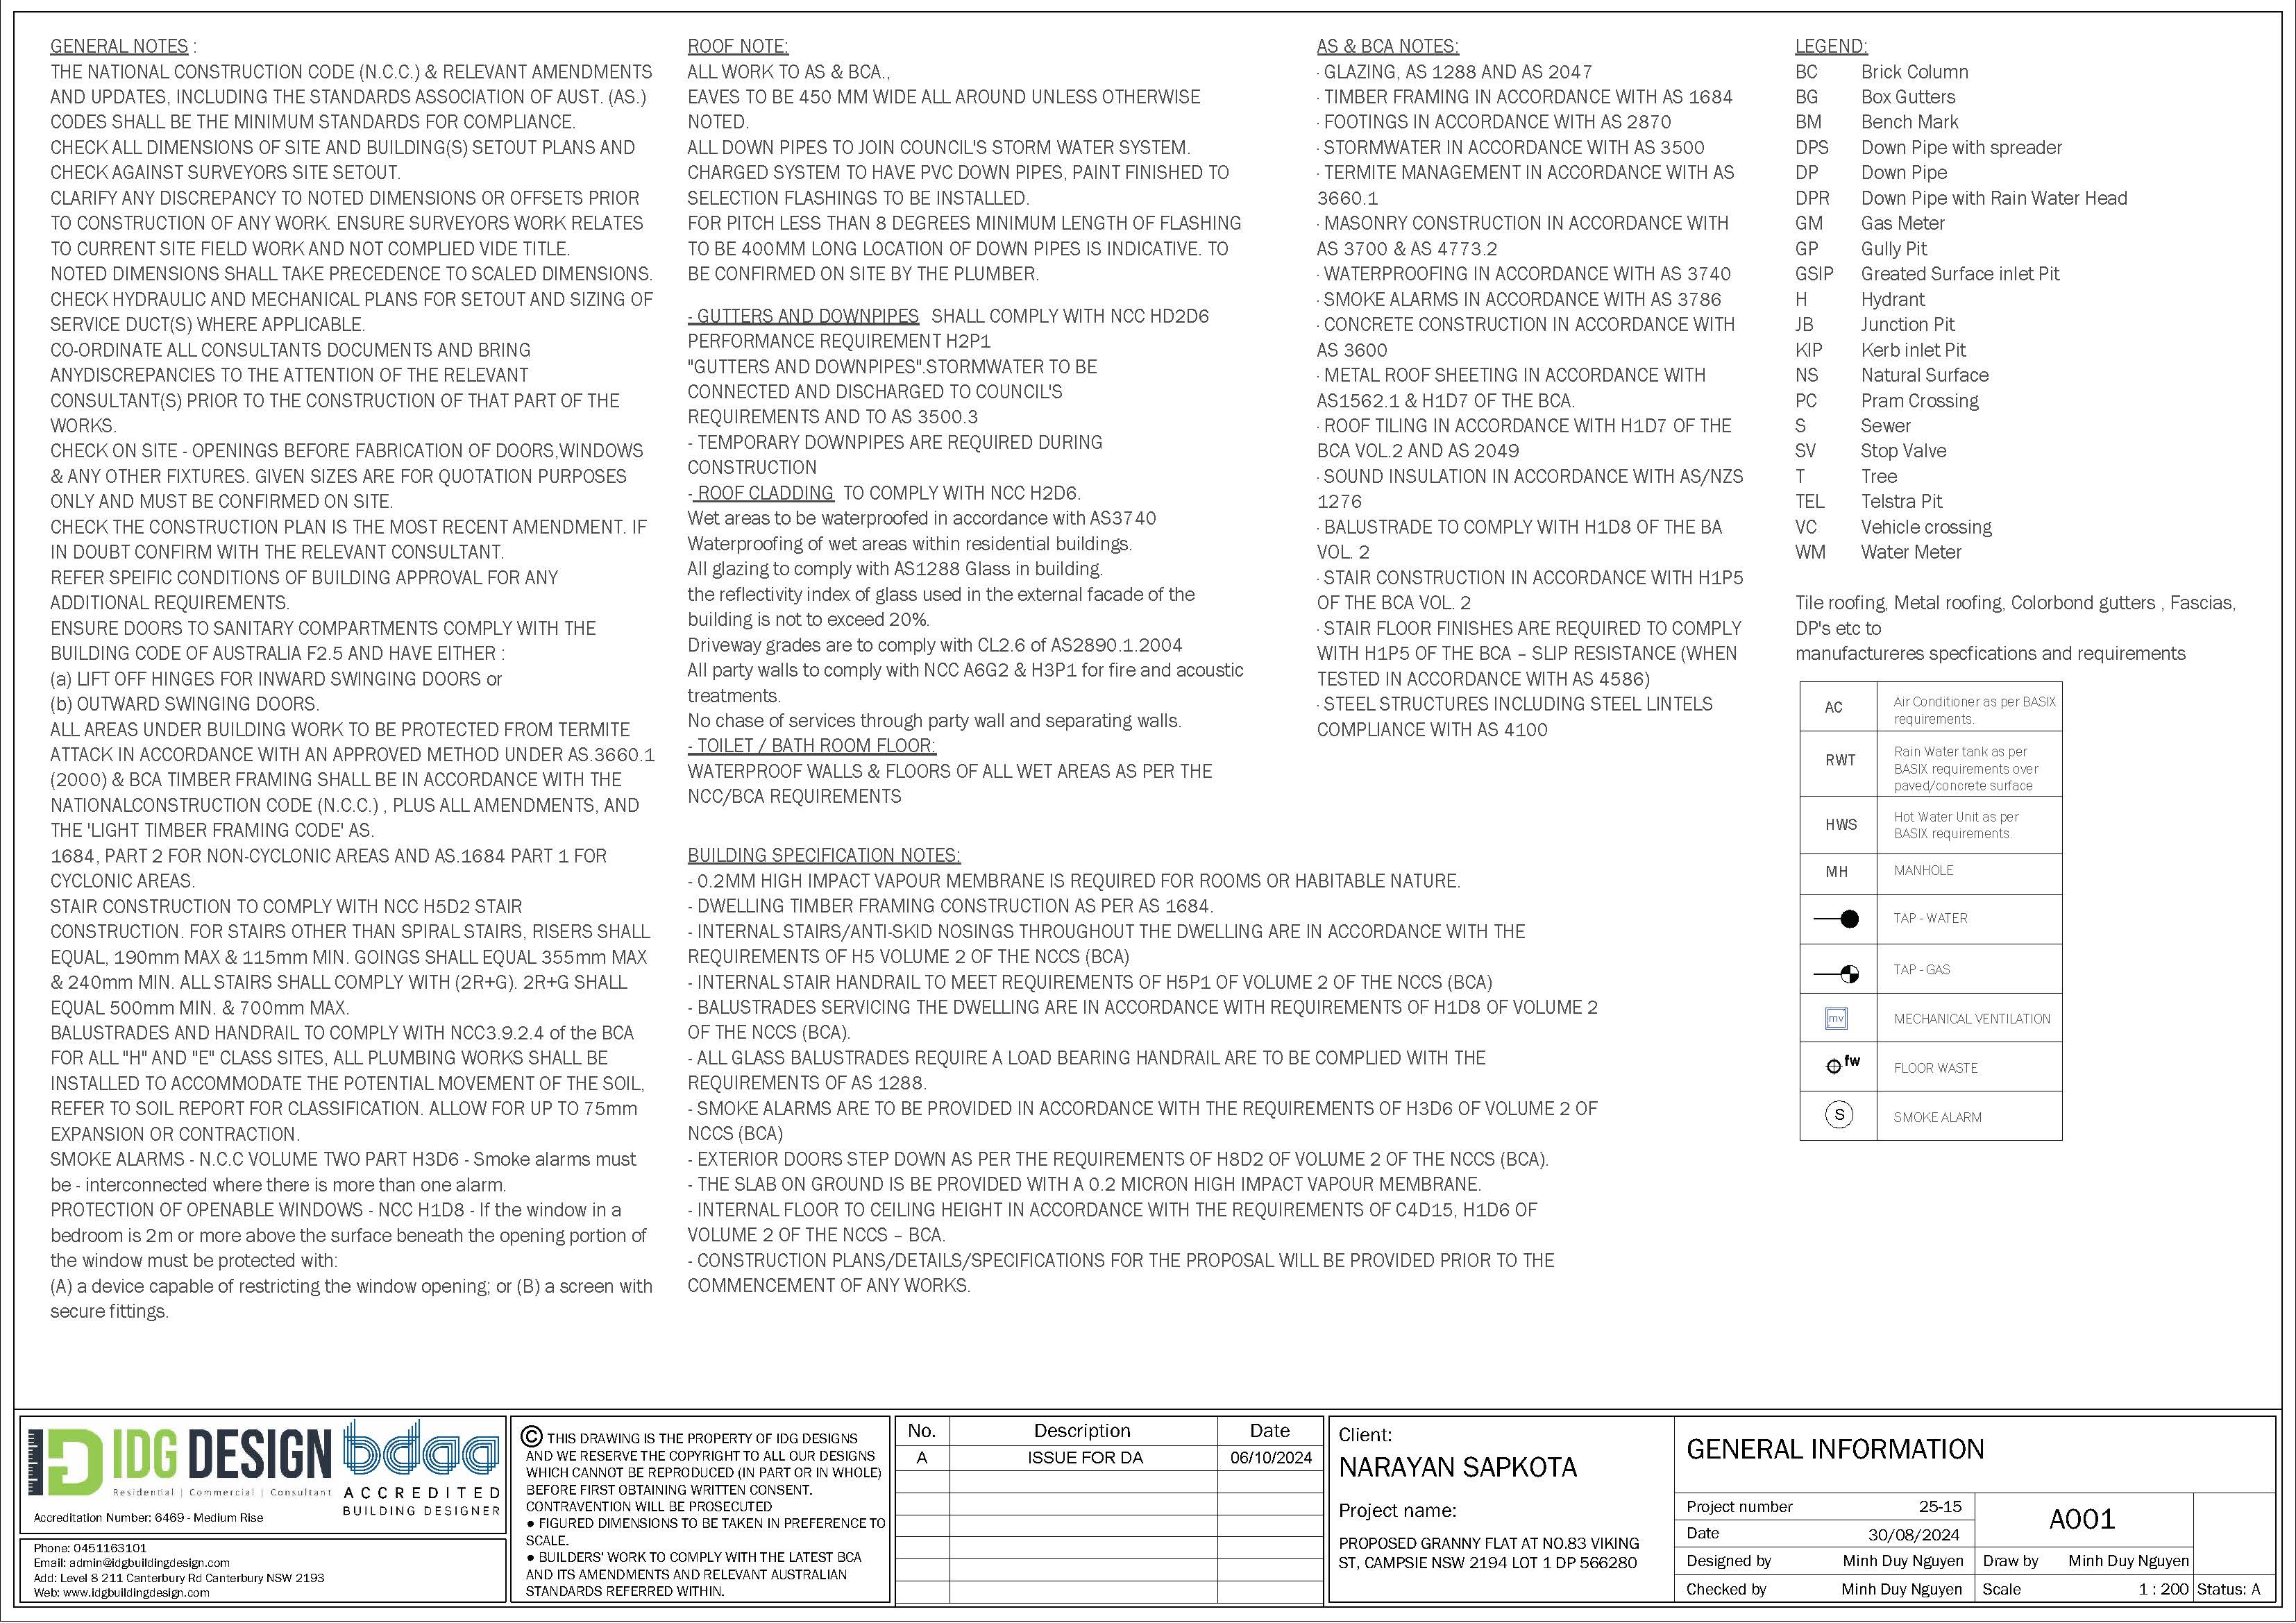 GENERAL NOTES :
THE NATIONAL CONSTRUCTION CODE (N.C.C.) & RELEVANT AMENDMENTS
AND UPDATES, INCLUDING THE STANDARDS ASSOCIATION OF AUST. (AS.)
CODES SHALL BE THE MINIMUM STANDARDS FOR COMPLIANCE.
CHECK ALL DIMENSIONS OF SITE AND BUILDING(S) SETOUT PLANS AND
CHECK AGAINST SURVEYORS SITE SETOUT.
CLARIFY ANY DISCREPANCY TO NOTED DIMENSIONS OR OFFSETS PRIOR
TO CONSTRUCTION OF ANY WORK. ENSURE SURVEYORS WORK RELATES
TO CURRENT SITE FIELD WORK AND NOT COMPLIED VIDE TITLE.
NOTED DIMENSIONS SHALL TAKE PRECEDENCE TO SCALED DIMENSIONS.
CHECK HYDRAULIC AND MECHANICAL PLANS FOR SETOUT AND SIZING OF
SERVICE DUCT(S) WHERE APPLICABLE.
CO-ORDINATE ALL CONSULTANTS DOCUMENTS AND BRING
ANYDISCREPANCIES TO THE ATTENTION OF THE RELEVANT
CONSULTANT(S) PRIOR TO THE CONSTRUCTION OF THAT PART OF THE
WORKS.
CHECK ON SITE - OPENINGS BEFORE FABRICATION OF DOORS,WINDOWS
& ANY OTHER FIXTURES. GIVEN SIZES ARE FOR QUOTATION PURPOSES
ONLY AND MUST BE CONFIRMED ON SITE.
CHECK THE CONSTRUCTION PLAN IS THE MOST RECENT AMENDMENT. IF
IN DOUBT CONFIRM WITH THE RELEVANT CONSULTANT.
REFER SPEIFIC CONDITIONS OF BUILDING APPROVAL FOR ANY
ADDITIONAL REQUIREMENTS.
ENSURE DOORS TO SANITARY COMPARTMENTS COMPLY WITH THE
BUILDING CODE OF AUSTRALIA F2.5 AND HAVE EITHER :
(a) LIFT OFF HINGES FOR INWARD SWINGING DOORS or
(b) OUTWARD SWINGING DOORS.
ALL AREAS UNDER BUILDING WORK TO BE PROTECTED FROM TERMITE
ATTACK IN ACCORDANCE WITH AN APPROVED METHOD UNDER AS.3660.1
(2000) & BCA TIMBER FRAMING SHALL BE IN ACCORDANCE WITH THE
NATIONALCONSTRUCTION CODE (N.C.C.) , PLUS ALL AMENDMENTS, AND
THE 'LIGHT TIMBER FRAMING CODE' AS.
1684, PART 2 FOR NON-CYCLONIC AREAS AND AS.1684 PART 1 FOR
CYCLONIC AREAS.
STAIR CONSTRUCTION TO COMPLY WITH NCC H5D2 STAIR
CONSTRUCTION. FOR STAIRS OTHER THAN SPIRAL STAIRS, RISERS SHALL
EQUAL, 190mm MAX & 115mm MIN. GOINGS SHALL EQUAL 355mm MAX
& 240mm MIN. ALL STAIRS SHALL COMPLY WITH (2R+G). 2R+G SHALL
EQUAL 500mm MIN. & 700mm MAX.
BALUSTRADES AND HANDRAIL TO COMPLY WITH NCC3.9.2.4 of the BCA
FOR ALL "H" AND "E" CLASS SITES, ALL PLUMBING WORKS SHALL BE
INSTALLED TO ACCOMMODATE THE POTENTIAL MOVEMENT OF THE SOIL,
REFER TO SOIL REPORT FOR CLASSIFICATION. ALLOW FOR UP TO 75mm
EXPANSION OR CONTRACTION.
SMOKE ALARMS - N.C.C VOLUME TWO PART H3D6 - Smoke alarms must
be - interconnected where there is more than one alarm.
PROTECTION OF OPENABLE WINDOWS - NCC H1D8 - If the window in a
bedroom is 2m or more above the surface beneath the opening portion of
the window must be protected with:
(A) a device capable of restricting the window opening; or (B) a screen with
secure fittings.
ROOF NOTE:
ALL WORK TO AS & BCA.,
EAVES TO BE 450 MM WIDE ALL AROUND UNLESS OTHERWISE
NOTED.
ALL DOWN PIPES TO JOIN COUNCIL'S STORM WATER SYSTEM.
CHARGED SYSTEM TO HAVE PVC DOWN PIPES, PAINT FINISHED TO
SELECTION FLASHINGS TO BE INSTALLED.
FOR PITCH LESS THAN 8 DEGREES MINIMUM LENGTH OF FLASHING
TO BE 400MM LONG LOCATION OF DOWN PIPES IS INDICATIVE. TO
BE CONFIRMED ON SITE BY THE PLUMBER.
- GUTTERS AND DOWNPIPES SHALL COMPLY WITH NCC HD2D6
PERFORMANCE REQUIREMENT H2P1
"GUTTERS AND DOWNPIPES".STORMWATER TO BE
CONNECTED AND DISCHARGED TO COUNCIL'S
REQUIREMENTS AND TO AS 3500.3
- TEMPORARY DOWNPIPES ARE REQUIRED DURING
CONSTRUCTION
- ROOF CLADDING TO COMPLY WITH NCC H2D6.
Wet areas to be waterproofed in accordance with AS3740
Waterproofing of wet areas within residential buildings.
All glazing to comply with AS1288 Glass in building.
the reflectivity index of glass used in the external facade of the
building is not to exceed 20%.
Driveway grades are to comply with CL2.6 of AS2890.1.2004
All party walls to comply with NCC A6G2 & H3P1 for fire and acoustic
treatments.
No chase of services through party wall and separating walls.
- TOILET / BATH ROOM FLOOR:
WATERPROOF WALLS & FLOORS OF ALL WET AREAS AS PER THE
NCC/BCA REQUIREMENTS
BUILDING SPECIFICATION NOTES:
- 0.2MM HIGH IMPACT VAPOUR MEMBRANE IS REQUIRED FOR ROOMS OR HABITABLE NATURE.
- DWELLING TIMBER FRAMING CONSTRUCTION AS PER AS 1684.
- INTERNAL STAIRS/ANTI-SKID NOSINGS THROUGHOUT THE DWELLING ARE IN ACCORDANCE WITH THE
REQUIREMENTS OF H5 VOLUME 2 OF THE NCCS (BCA)
- INTERNAL STAIR HANDRAIL TO MEET REQUIREMENTS OF H5P1 OF VOLUME 2 OF THE NCCS (BCA)
- BALUSTRADES SERVICING THE DWELLING ARE IN ACCORDANCE WITH REQUIREMENTS OF H1D8 OF VOLUME 2
OF THE NCCS (BCA).
- ALL GLASS BALUSTRADES REQUIRE A LOAD BEARING HANDRAIL ARE TO BE COMPLIED WITH THE
REQUIREMENTS OF AS 1288.
- SMOKE ALARMS ARE TO BE PROVIDED IN ACCORDANCE WITH THE REQUIREMENTS OF H3D6 OF VOLUME 2 OF
NCCS (BCA)
- EXTERIOR DOORS STEP DOWN AS PER THE REQUIREMENTS OF H8D2 OF VOLUME 2 OF THE NCCS (BCA).
- THE SLAB ON GROUND IS BE PROVIDED WITH A 0.2 MICRON HIGH IMPACT VAPOUR MEMBRANE.
- INTERNAL FLOOR TO CEILING HEIGHT IN ACCORDANCE WITH THE REQUIREMENTS OF C4D15, H1D6 OF
VOLUME 2 OF THE NCCS – BCA.
- CONSTRUCTION PLANS/DETAILS/SPECIFICATIONS FOR THE PROPOSAL WILL BE PROVIDED PRIOR TO THE
COMMENCEMENT OF ANY WORKS.
AS & BCA NOTES:
· GLAZING, AS 1288 AND AS 2047
· TIMBER FRAMING IN ACCORDANCE WITH AS 1684
· FOOTINGS IN ACCORDANCE WITH AS 2870
· STORMWATER IN ACCORDANCE WITH AS 3500
· TERMITE MANAGEMENT IN ACCORDANCE WITH AS
3660.1
· MASONRY CONSTRUCTION IN ACCORDANCE WITH
AS 3700 & AS 4773.2
· WATERPROOFING IN ACCORDANCE WITH AS 3740
· SMOKE ALARMS IN ACCORDANCE WITH AS 3786
· CONCRETE CONSTRUCTION IN ACCORDANCE WITH
AS 3600
· METAL ROOF SHEETING IN ACCORDANCE WITH
AS1562.1 & H1D7 OF THE BCA.
· ROOF TILING IN ACCORDANCE WITH H1D7 OF THE
BCA VOL.2 AND AS 2049
· SOUND INSULATION IN ACCORDANCE WITH AS/NZS
1276
· BALUSTRADE TO COMPLY WITH H1D8 OF THE BA
VOL. 2
· STAIR CONSTRUCTION IN ACCORDANCE WITH H1P5
OF THE BCA VOL. 2
· STAIR FLOOR FINISHES ARE REQUIRED TO COMPLY
WITH H1P5 OF THE BCA – SLIP RESISTANCE (WHEN
TESTED IN ACCORDANCE WITH AS 4586)
· STEEL STRUCTURES INCLUDING STEEL LINTELS
COMPLIANCE WITH AS 4100
LEGEND:
BC Brick Column
BG Box Gutters
BM Bench Mark
DPS Down Pipe with spreader
DP Down Pipe
DPR Down Pipe with Rain Water Head
GM Gas Meter
GP Gully Pit
GSIP Greated Surface inlet Pit
H Hydrant
JB Junction Pit
KIP Kerb inlet Pit
NS Natural Surface
PC Pram Crossing
S Sewer
SV Stop Valve
T Tree
TEL Telstra Pit
VC Vehicle crossing
WM Water Meter
Tile roofing, Metal roofing, Colorbond gutters , Fascias,
DP's etc to
manufactureres specfications and requirements
AC Air Conditioner as per BASIX
requirements.
RWT Rain Water tank as per
BASIX requirements over
paved/concrete surface
HWS Hot Water Unit as per
BASIX requirements.
MH MANHOLE
TAP - WATER
TAP - GAS
mv MECHANICAL VENTILATION
fw FLOOR WASTE
S SMOKE ALARM
IDG DESIGN
Residential | Commercial | Consultant
bdaa
ACCREDITED
BUILDING DESIGNER
Accreditation Number: 6469 - Medium Rise
Phone: 0451163101
Email: admin@idgbuildingdesign.com
Add: Level 8 211 Canterbury Rd Canterbury NSW 2193
Web: www.idgbuildingdesign.com
© THIS DRAWING IS THE PROPERTY OF IDG DESIGNS
AND WE RESERVE THE COPYRIGHT TO ALL OUR DESIGNS
WHICH CANNOT BE REPRODUCED (IN PART OR IN WHOLE)
BEFORE FIRST OBTAINING WRITTEN CONSENT.
CONTRAVENTION WILL BE PROSECUTED
● FIGURED DIMENSIONS TO BE TAKEN IN PREFERENCE TO
SCALE.
● BUILDERS' WORK TO COMPLY WITH THE LATEST BCA
AND ITS AMENDMENTS AND RELEVANT AUSTRALIAN
STANDARDS REFERRED WITHIN.
No. Description Date
A ISSUE FOR DA 06/10/2024
Client:
NARAYAN SAPKOTA
Project name:
PROPOSED GRANNY FLAT AT NO.83 VIKING
ST, CAMPSIE NSW 2194 LOT 1 DP 566280
GENERAL INFORMATION
Project number 25-15
Date 30/08/2024
A001
Designed by Minh Duy Nguyen Draw by Minh Duy Nguyen
Checked by Minh Duy Nguyen Scale 1 : 200 Status: A